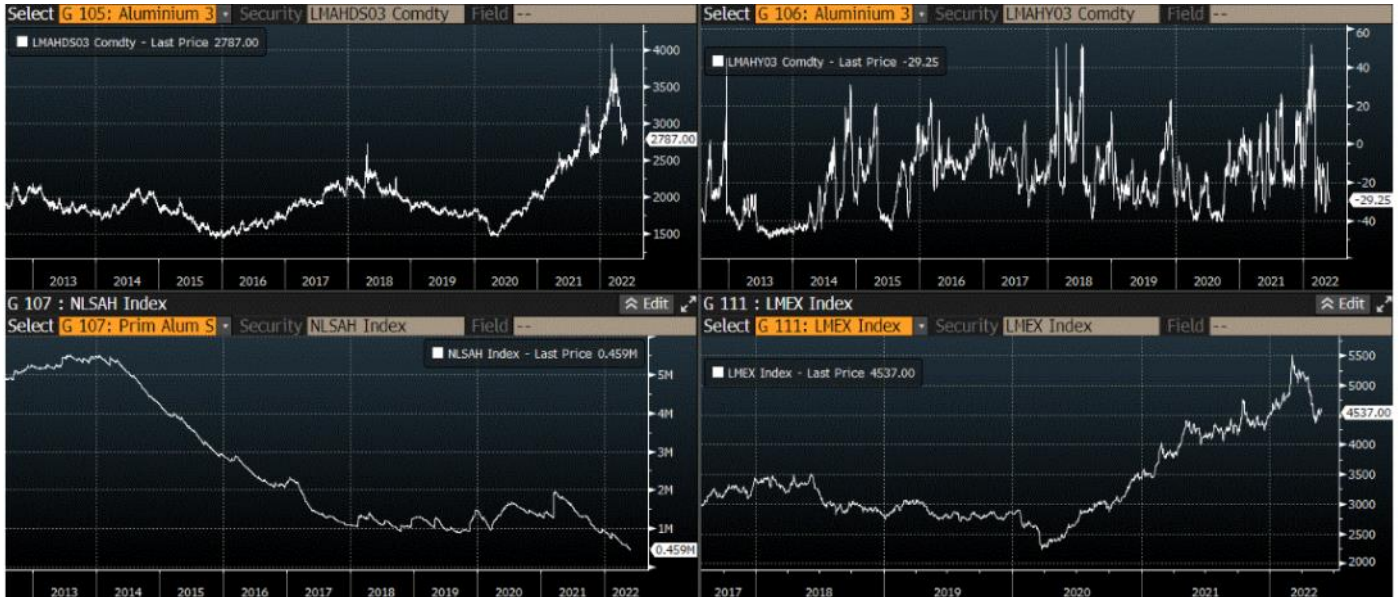 Select G 105: Aluminium 3 Security LMAHDS03 Comdty Field --
LMAHDS03 Comdty - Last Price 2787.00
4000
3500
3000
2787.00
2500
2000
1500
2013 2014 2015 2016 2017 2018 2019 2020 2021 2022
Select G 106: Aluminium 3 Security LMAHY03 Comdty Field --
LMAHY03 Comdty - Last Price -29.25
60
40
20
0
-20
-29.25
-40
2013 2014 2015 2016 2017 2018 2019 2020 2021 2022
G 107 : NLSAH Index Edit
Select G 107: Prim Alum S Security NLSAH Index Field --
NLSAH Index - Last Price 0.459M
5M
4M
3M
2M
1M
0.459M
2013 2014 2015 2016 2017 2018 2019 2020 2021 2022
G 111 : LMEX Index Edit
Select G 111: LMEX Index Security LMEX Index Field --
LMEX Index - Last Price 4537.00
5500
5000
4537.00
4000
3500
3000
2500
2000
2017 2018 2019 2020 2021 2022